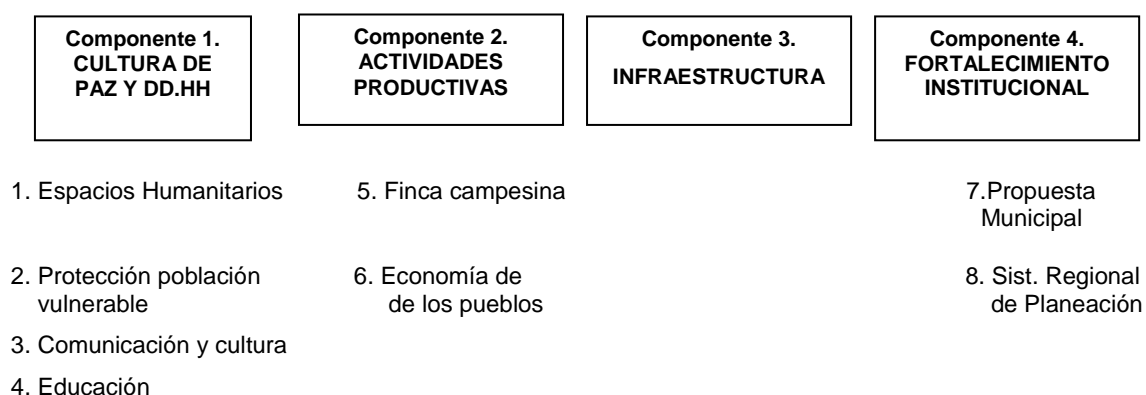 Componente 1.
CULTURA DE
PAZ Y DD.HH
Componente 2.
ACTIVIDADES
PRODUCTIVAS
Componente 3.
INFRAESTRUCTURA
Componente 4.
FORTALECIMIENTO
INSTITUCIONAL
1. Espacios Humanitarios
5. Finca campesina
7.Propuesta
Municipal
2. Protección población
vulnerable
6. Economía de
de los pueblos
8. Sist. Regional
de Planeación
3. Comunicación y cultura
4. Educación